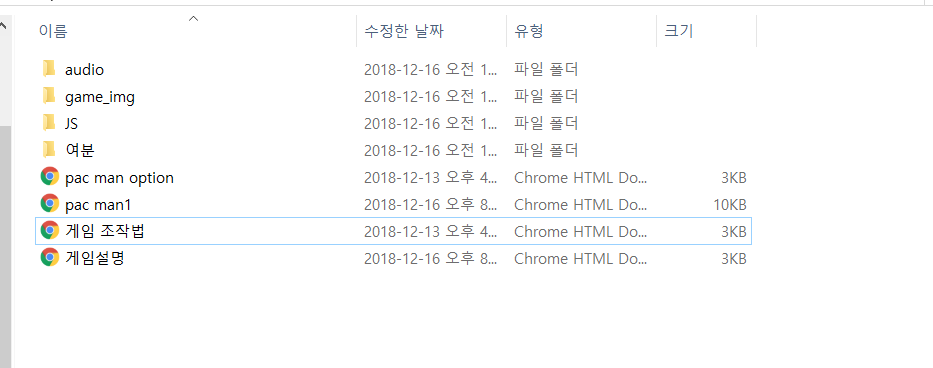 이름 수정한 날짜 유형 크기
audio 2018-12-16 오전 1... 파일 폴더
game_img 2018-12-16 오전 1... 파일 폴더
JS 2018-12-16 오전 1... 파일 폴더
여분 2018-12-16 오전 1... 파일 폴더
pac man option 2018-12-13 오후 4... Chrome HTML Do... 3KB
pac man1 2018-12-16 오후 8... Chrome HTML Do... 10KB
게임 조작법 2018-12-13 오후 4... Chrome HTML Do... 3KB
게임설명 2018-12-16 오후 8... Chrome HTML Do... 3KB